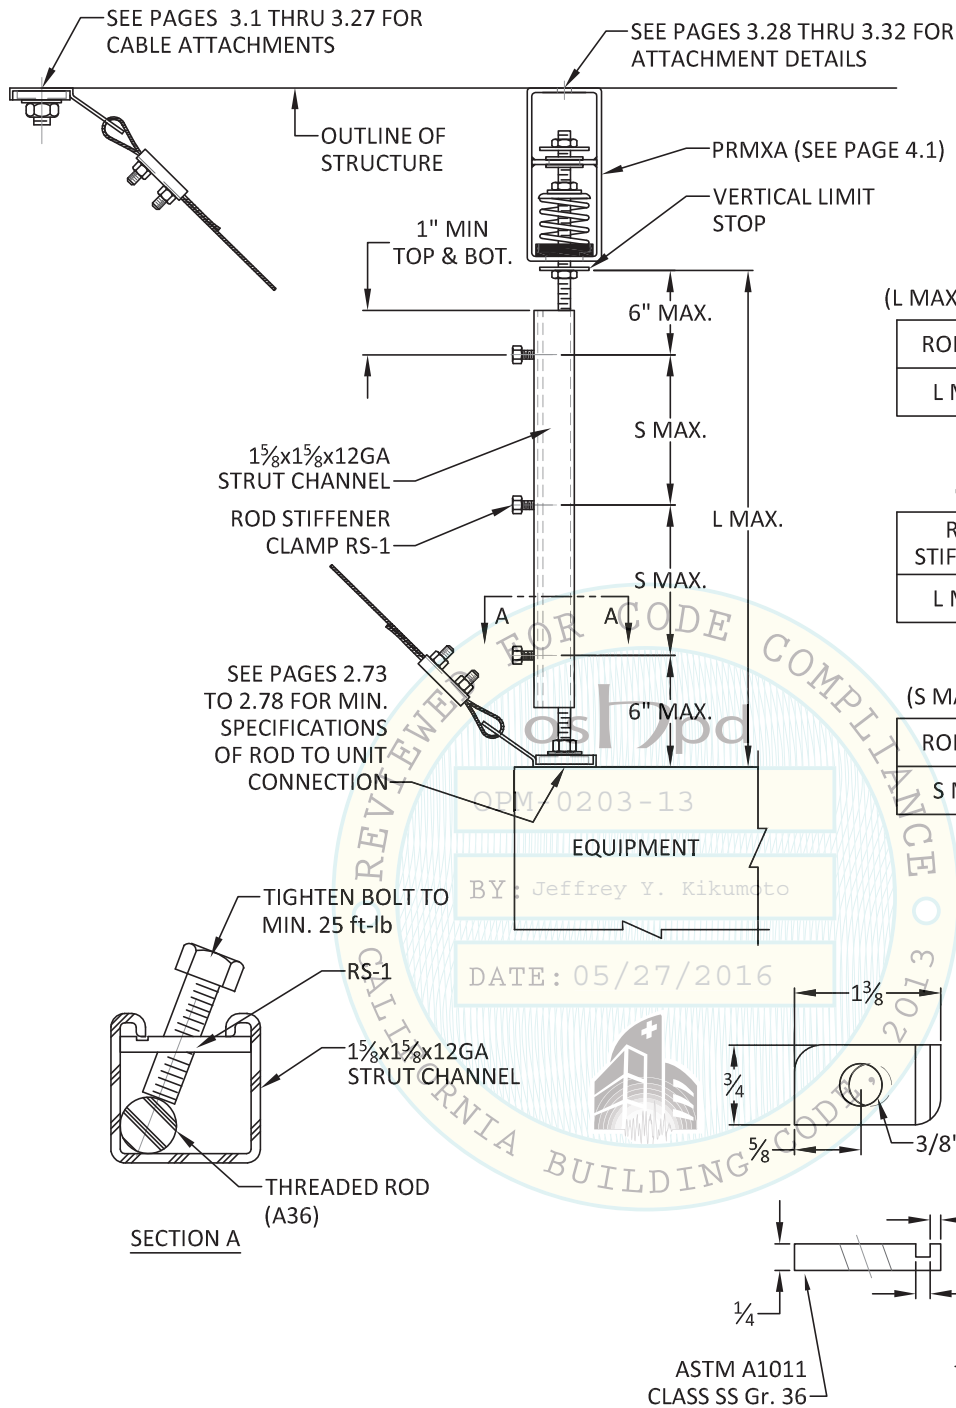 SEE PAGES 3.1 THRU 3.27 FOR
CABLE ATTACHMENTS
SEE PAGES 3.28 THRU 3.32 FOR
ATTACHMENT DETAILS
OUTLINE OF
STRUCTURE
PRMXA (SEE PAGE 4.1)
VERTICAL LIMIT
STOP
1" MIN
TOP & BOT.
6" MAX.
(L MAX
L M
S MAX.
1⅝x1⅝x12GA
STRUT CHANNEL
ROD STIFFENER
CLAMP RS-1
L MAX.
R
STIF
L M
S MAX.
A A
SEE PAGES 2.73
TO 2.78 FOR MIN.
SPECIFICATIONS
OF ROD TO UNIT
CONNECTION
6" MAX.
(S MA
S M
REVIEWED FOR CODE COMPLIANCE
oshpd
OPM-0203-13
EQUIPMENT
BY: Jeffrey Y. Kikumoto
DATE: 05/27/2016
CALIFORNIA BUILDING CODE, 2013
TIGHTEN BOLT TO
MIN. 25 ft-lb
RS-1
1⅝x1⅝x12GA
STRUT CHANNEL
THREADED ROD
(A36)
SECTION A
1⅜
¾
⅝
3/8"
¼
ASTM A1011
CLASS SS Gr. 36